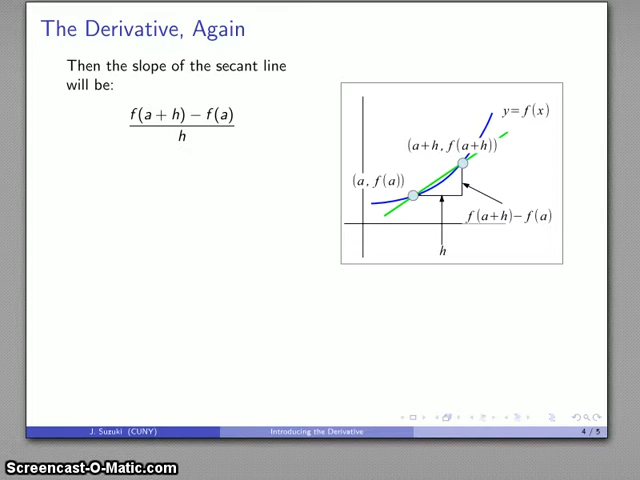 The Derivative, Again
Then the slope of the secant line
will be:
f(a + h) − f(a)
h
y=f(x)
(a+h, f(a+h))
(a, f(a))
f(a+h)−f(a)
h
J. Suzuki (CUNY)
Introducing the Derivative
4 / 5
Screencast-O-Matic.com